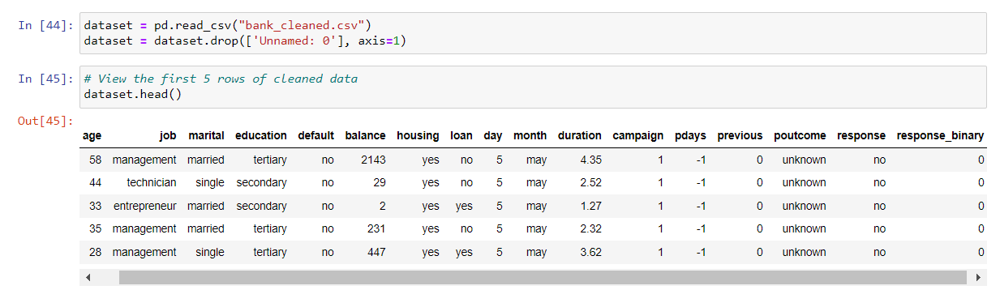 In [44]: dataset = pd.read_csv("bank_cleaned.csv")
dataset = dataset.drop(['Unnamed: 0'], axis=1)
In [45]: # View the first 5 rows of cleaned data
dataset.head()
Out[45]:
age job marital education default balance housing loan day month duration campaign pdays previous poutcome response response_binary
58 management married tertiary no 2143 yes no 5 may 4.35 1 -1 0 unknown no 0
44 technician single secondary no 29 yes no 5 may 2.52 1 -1 0 unknown no 0
33 entrepreneur married secondary no 2 yes yes 5 may 1.27 1 -1 0 unknown no 0
35 management married tertiary no 231 yes no 5 may 2.32 1 -1 0 unknown no 0
28 management single tertiary no 447 yes yes 5 may 3.62 1 -1 0 unknown no 0